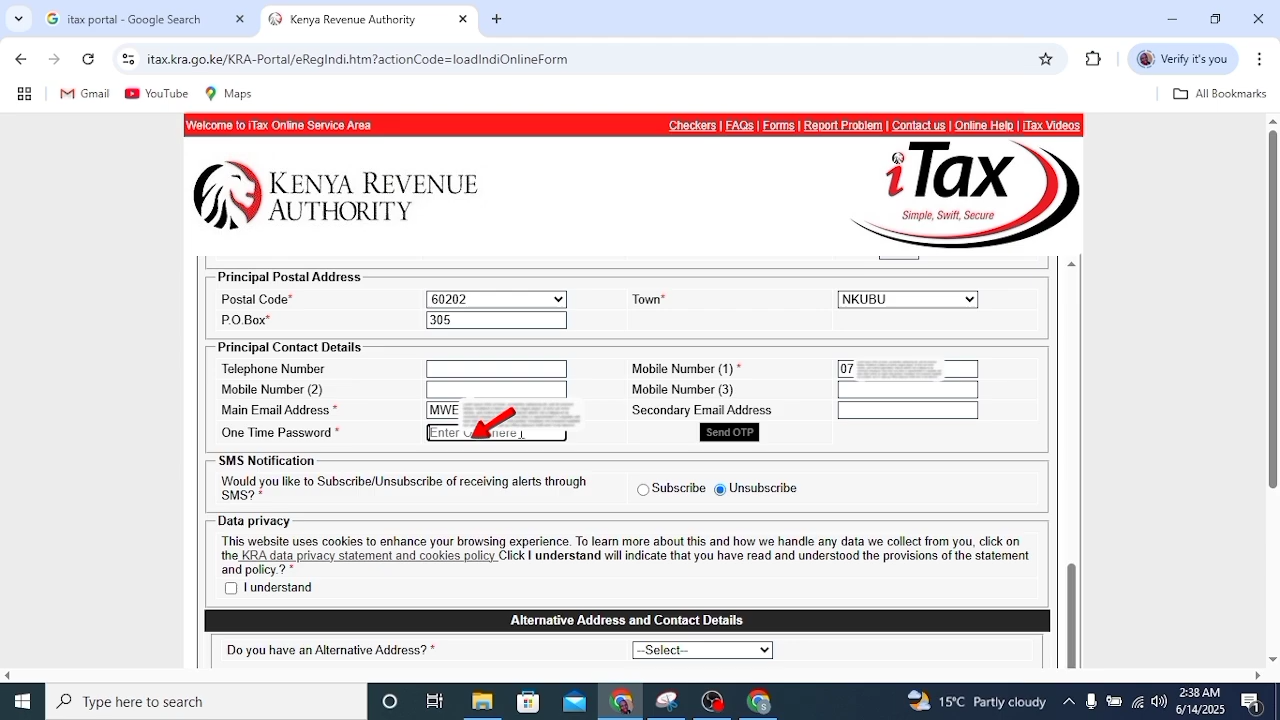 itax portal - Google Search
Kenya Revenue Authority
itax.kra.go.ke/KRA-Portal/eRegIndi.htm?actionCode=loadIndiOnlineForm
Verify it's you
Gmail
YouTube
Maps
All Bookmarks
Welcome to iTax Online Service Area
Checkers | FAQs | Forms | Report Problem | Contact us | Online Help | iTax Videos
KENYA REVENUE
AUTHORITY
iTax
Simple, Swift, Secure
Principal Postal Address
Postal Code* 60202 Town* NKUBU
P.O.Box* 305
Principal Contact Details
Telephone Number Mobile Number (1) * 07
Mobile Number (2) Mobile Number (3)
Main Email Address * MWE Secondary Email Address
One Time Password * Enter here Send OTP
SMS Notification
Would you like to Subscribe/Unsubscribe of receiving alerts through
SMS? * Subscribe Unsubscribe
Data privacy
This website uses cookies to enhance your browsing experience. To learn more about this and how we handle any data we collect from you, click on
the KRA data privacy statement and cookies policy Click I understand will indicate that you have read and understood the provisions of the statement
and policy.? *
I understand
Alternative Address and Contact Details
Do you have an Alternative Address? * --Select--
Type here to search
15°C Partly cloudy
2:38 AM
6/14/2025
1